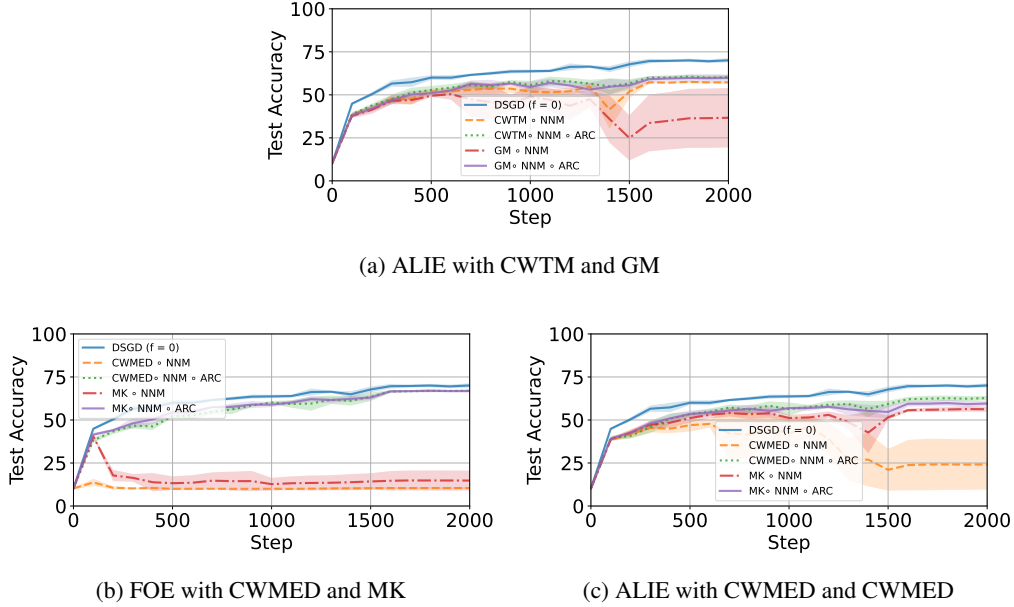 100
75
50
25
0
Test Accuracy
DSGD (f = 0)
CWTM ∘ NNM
CWTM∘ NNM ∘ ARC
GM ∘ NNM
GM∘ NNM ∘ ARC
0 500 1000 1500 2000
Step
(a) ALIE with CWTM and GM
100
75
50
25
0
Test Accuracy
DSGD (f = 0)
CWMED ∘ NNM
CWMED∘ NNM ∘ ARC
MK ∘ NNM
MK∘ NNM ∘ ARC
0 500 1000 1500 2000
Step
(b) FOE with CWMED and MK
100
75
50
25
0
Test Accuracy
DSGD (f = 0)
CWMED ∘ NNM
CWMED∘ NNM ∘ ARC
MK ∘ NNM
MK∘ NNM ∘ ARC
0 500 1000 1500 2000
Step
(c) ALIE with CWMED and CWMED